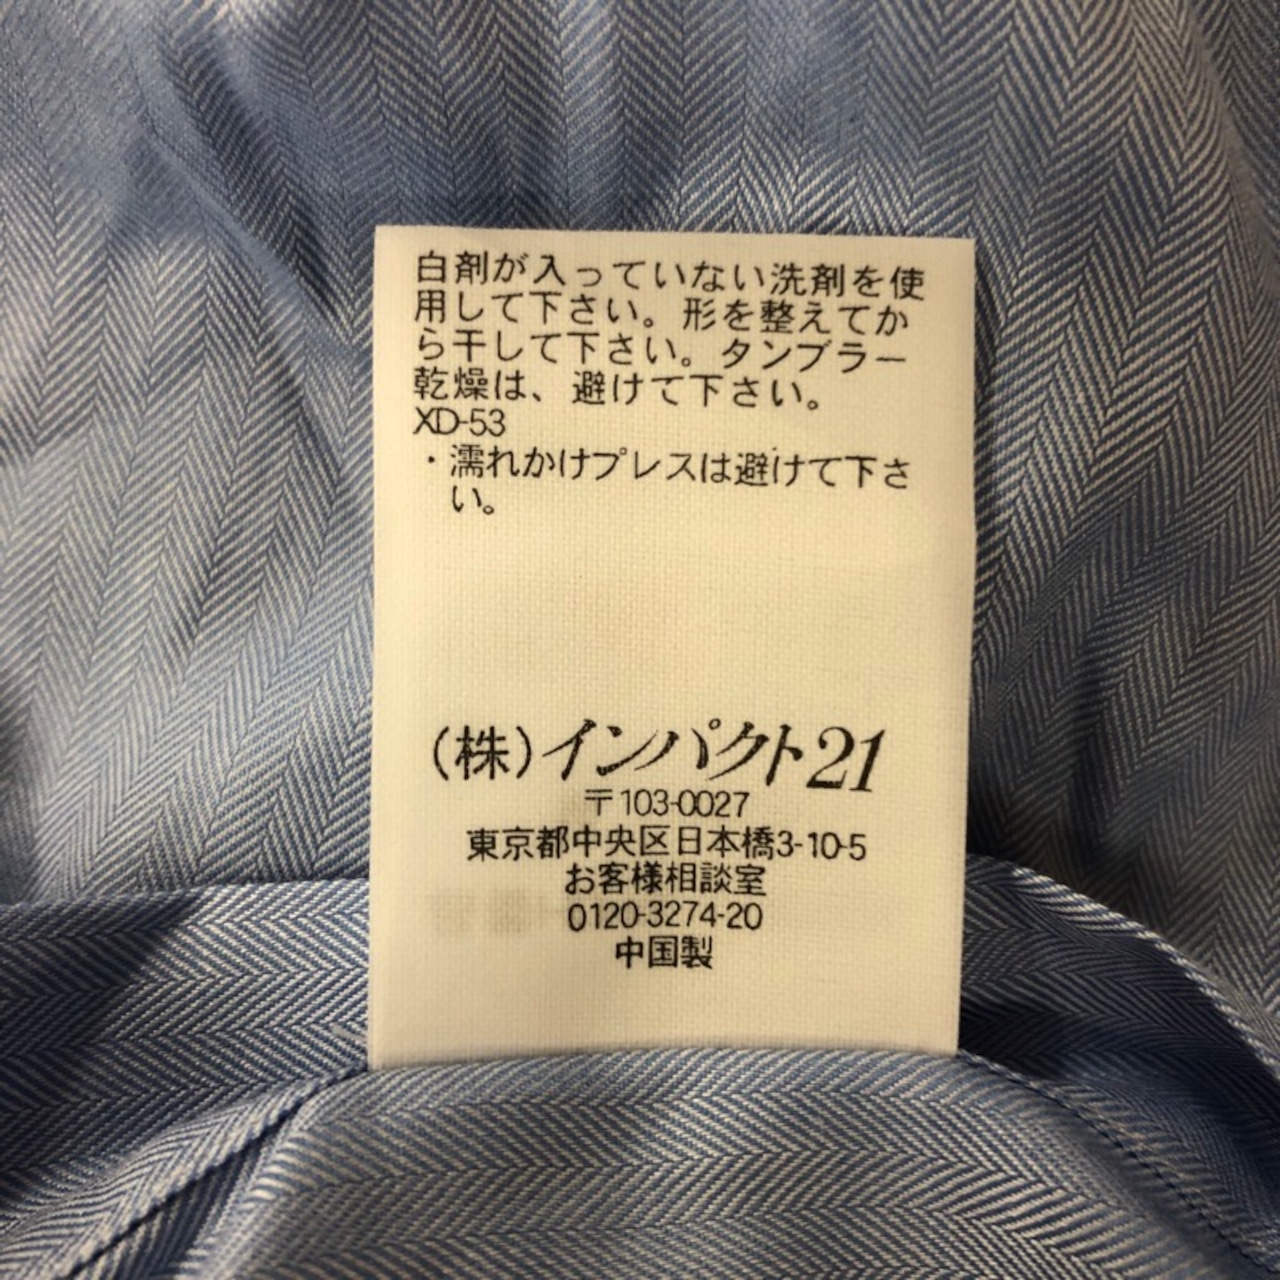 白剤が入っていない洗剤を使
用して下さい。形を整えてか
ら干して下さい。タンブラー
乾燥は、避けて下さい。
XD-53
・濡れかけプレスは避けて下さ
い。
(株)インパクト21
〒103-0027
東京都中央区日本橋3-10-5
お客様相談室
0120-3274-20
中国製